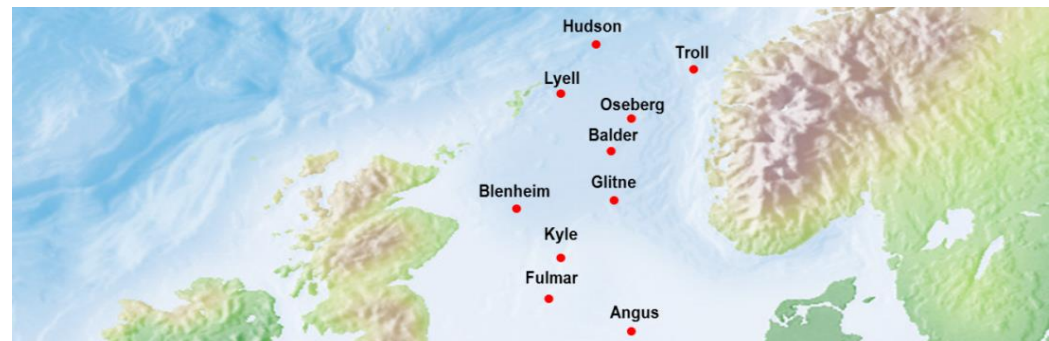 Hudson
Troll
Lyell
Oseberg
Balder
Glitne
Blenheim
Kyle
Fulmar
Angus